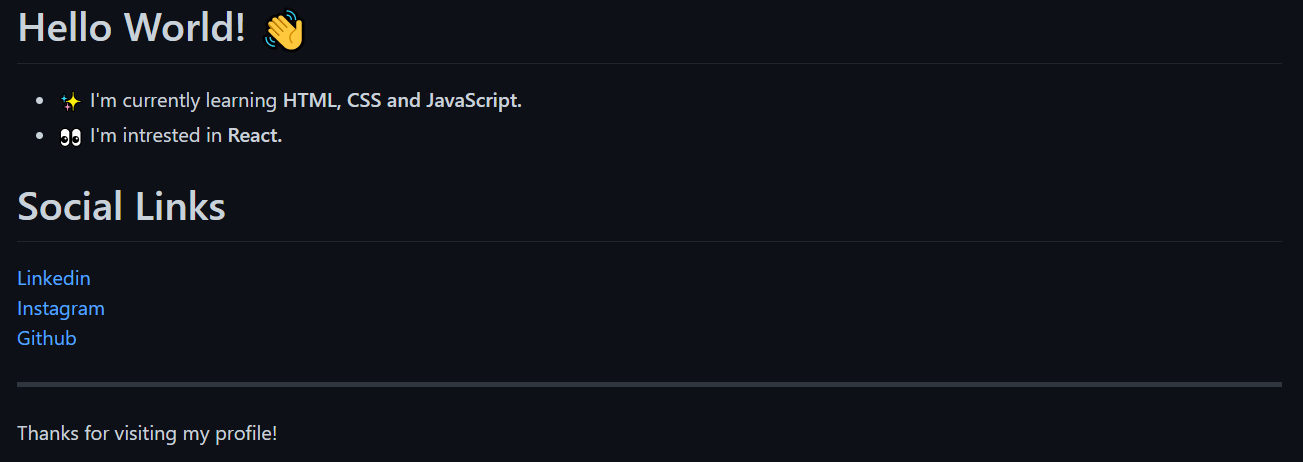 Hello World! 👋
• ✨ I'm currently learning HTML, CSS and JavaScript.
• 👀 I'm intrested in React.
Social Links
Linkedin
Instagram
Github
Thanks for visiting my profile!